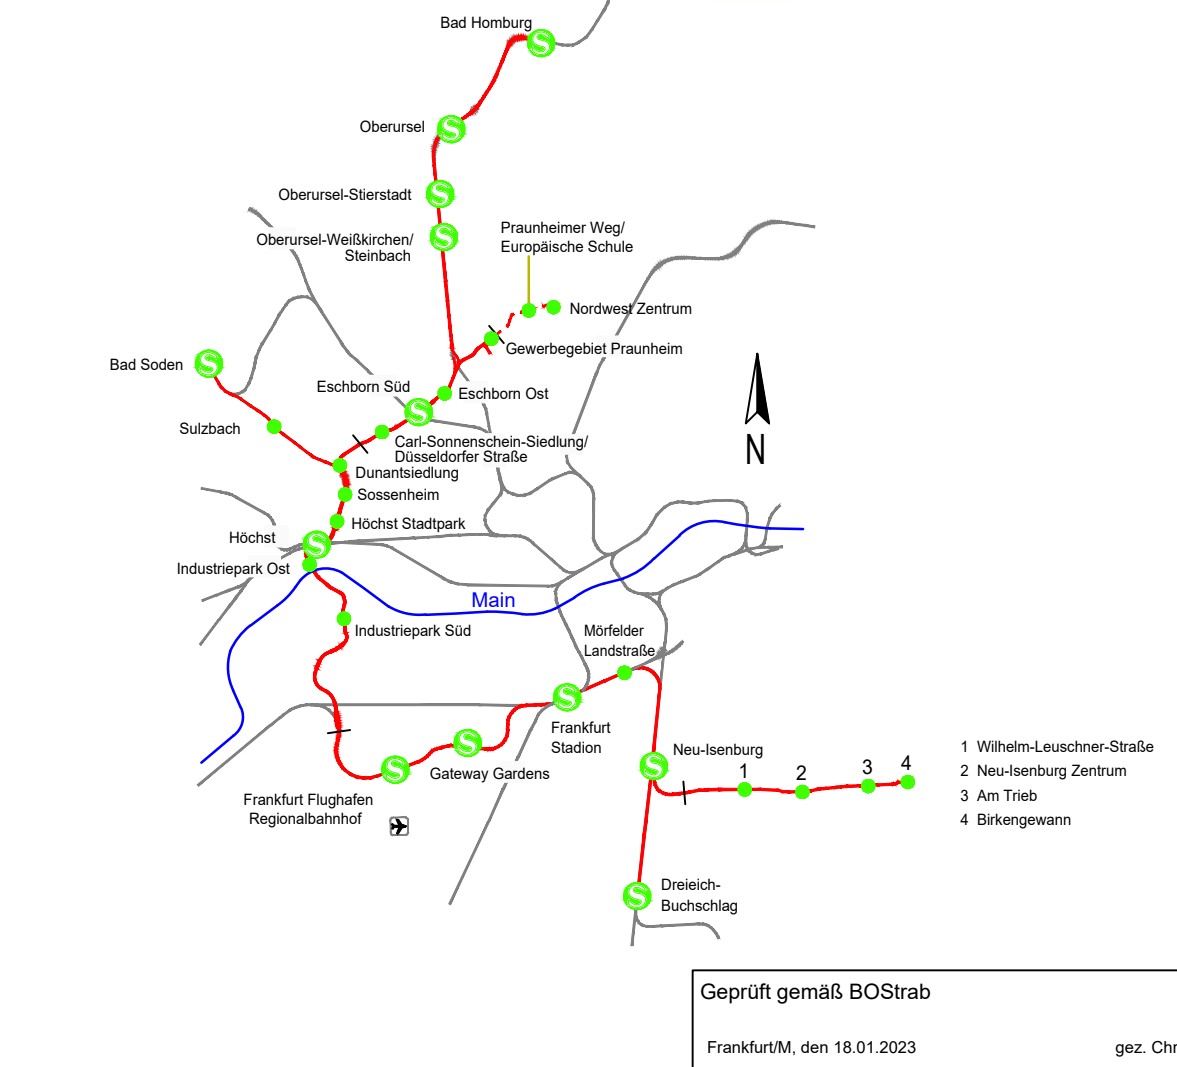 Bad Homburg
Oberursel
Oberursel-Stierstadt
Oberursel-Weißkirchen/
Steinbach
Praunheimer Weg/
Europäische Schule
Nordwest Zentrum
Gewerbegebiet Praunheim
Bad Soden
Eschborn Süd
Eschborn Ost
Sulzbach
Carl-Sonnenschein-Siedlung/
Düsseldorfer Straße
Dunantsiedlung
Sossenheim
Höchst Stadtpark
Höchst
Industriepark Ost
N
Main
Industriepark Süd
Mörfelder
Landstraße
Frankfurt
Stadion
Gateway Gardens
Frankfurt Flughafen
Regionalbahnhof
Neu-Isenburg
1
2
3
4
1 Wilhelm-Leuschner-Straße
2 Neu-Isenburg Zentrum
3 Am Trieb
4 Birkengewann
Dreieich-
Buchschlag
Geprüft gemäß BOStrab
Frankfurt/M, den 18.01.2023
gez. Chr